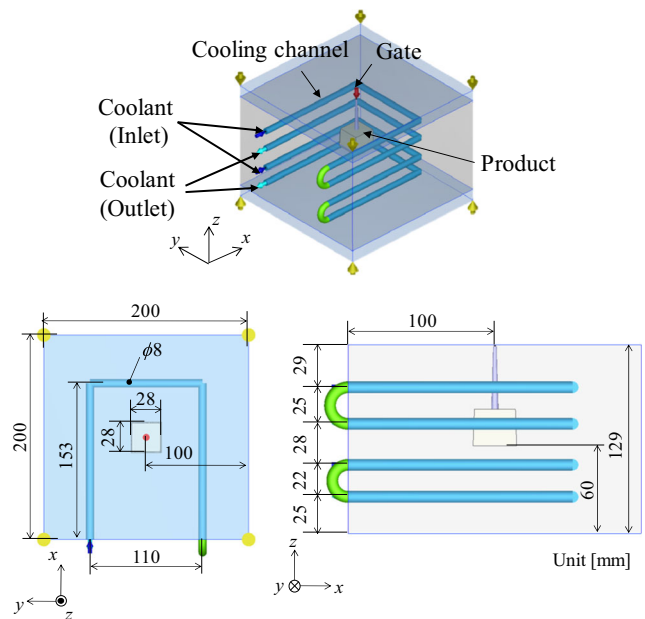 Cooling channel
Gate
Coolant
(Inlet)
Product
Coolant
(Outlet)
z
y
x
200
100
ϕ8
29
28
25
200
153
28
100
28
129
22
60
25
110
x
y
z
z
y
x
Unit [mm]